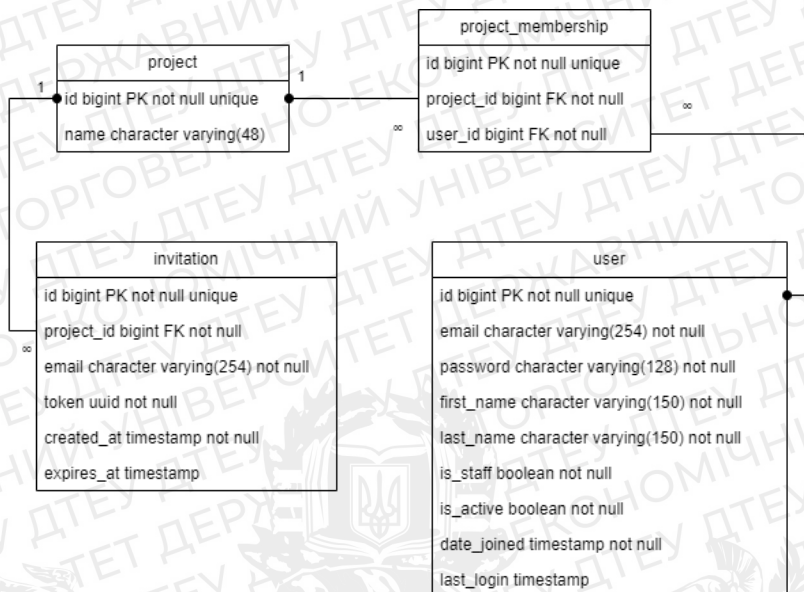 project_membership
id bigint PK not null unique
project_id bigint FK not null
user_id bigint FK not null
∞
∞
project
1
1
id bigint PK not null unique
name character varying(48)
invitation
id bigint PK not null unique
project_id bigint FK not null
∞
email character varying(254) not null
token uuid not null
created_at timestamp not null
expires_at timestamp
user
id bigint PK not null unique
email character varying(254) not null
password character varying(128) not null
first_name character varying(150) not null
last_name character varying(150) not null
is_staff boolean not null
is_active boolean not null
date_joined timestamp not null
last_login timestamp